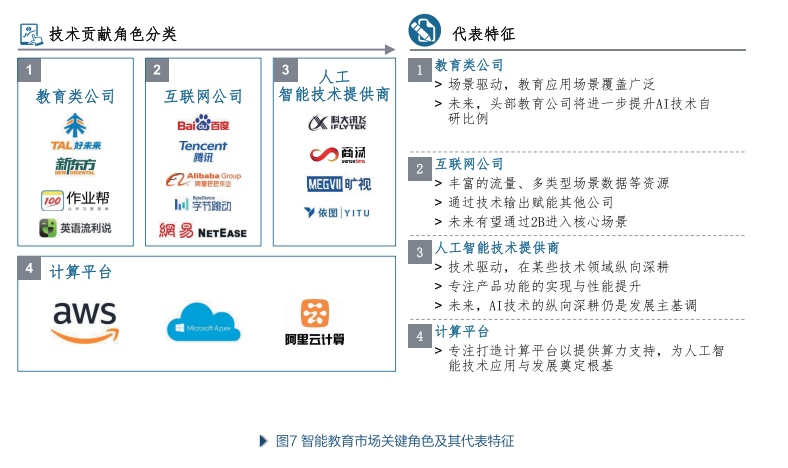 技术贡献角色分类
1
教育类公司
TAL 好未来
新东方
NEW ORIENTAL
100 作业帮
英语流利说
2
互联网公司
Bai 百度
Tencent
腾讯
Alibaba Group
阿里巴巴集团
ByteDance
字节跳动
網易 NETEASE
3
人工
智能技术提供商
科大讯飞
iFLYTEK
商汤
sensetime
MEGVII 旷视
依图 YITU
4
计算平台
aws
Microsoft Azure
阿里云计算
代表特征
1
教育类公司
> 场景驱动，教育应用场景覆盖广泛
> 未来，头部教育公司将进一步提升AI技术自
研比例
2
互联网公司
> 丰富的流量、多类型场景数据等资源
> 通过技术输出赋能其他公司
> 未来有望通过2B进入核心场景
3
人工智能技术提供商
> 技术驱动，在某些技术领域纵向深耕
> 专注产品功能的实现与性能提升
> 未来，AI技术的纵向深耕仍是发展主基调
4
计算平台
> 专注打造计算平台以提供算力支持，为人工智
能技术应用与发展奠定根基
图7 智能教育市场关键角色及其代表特征